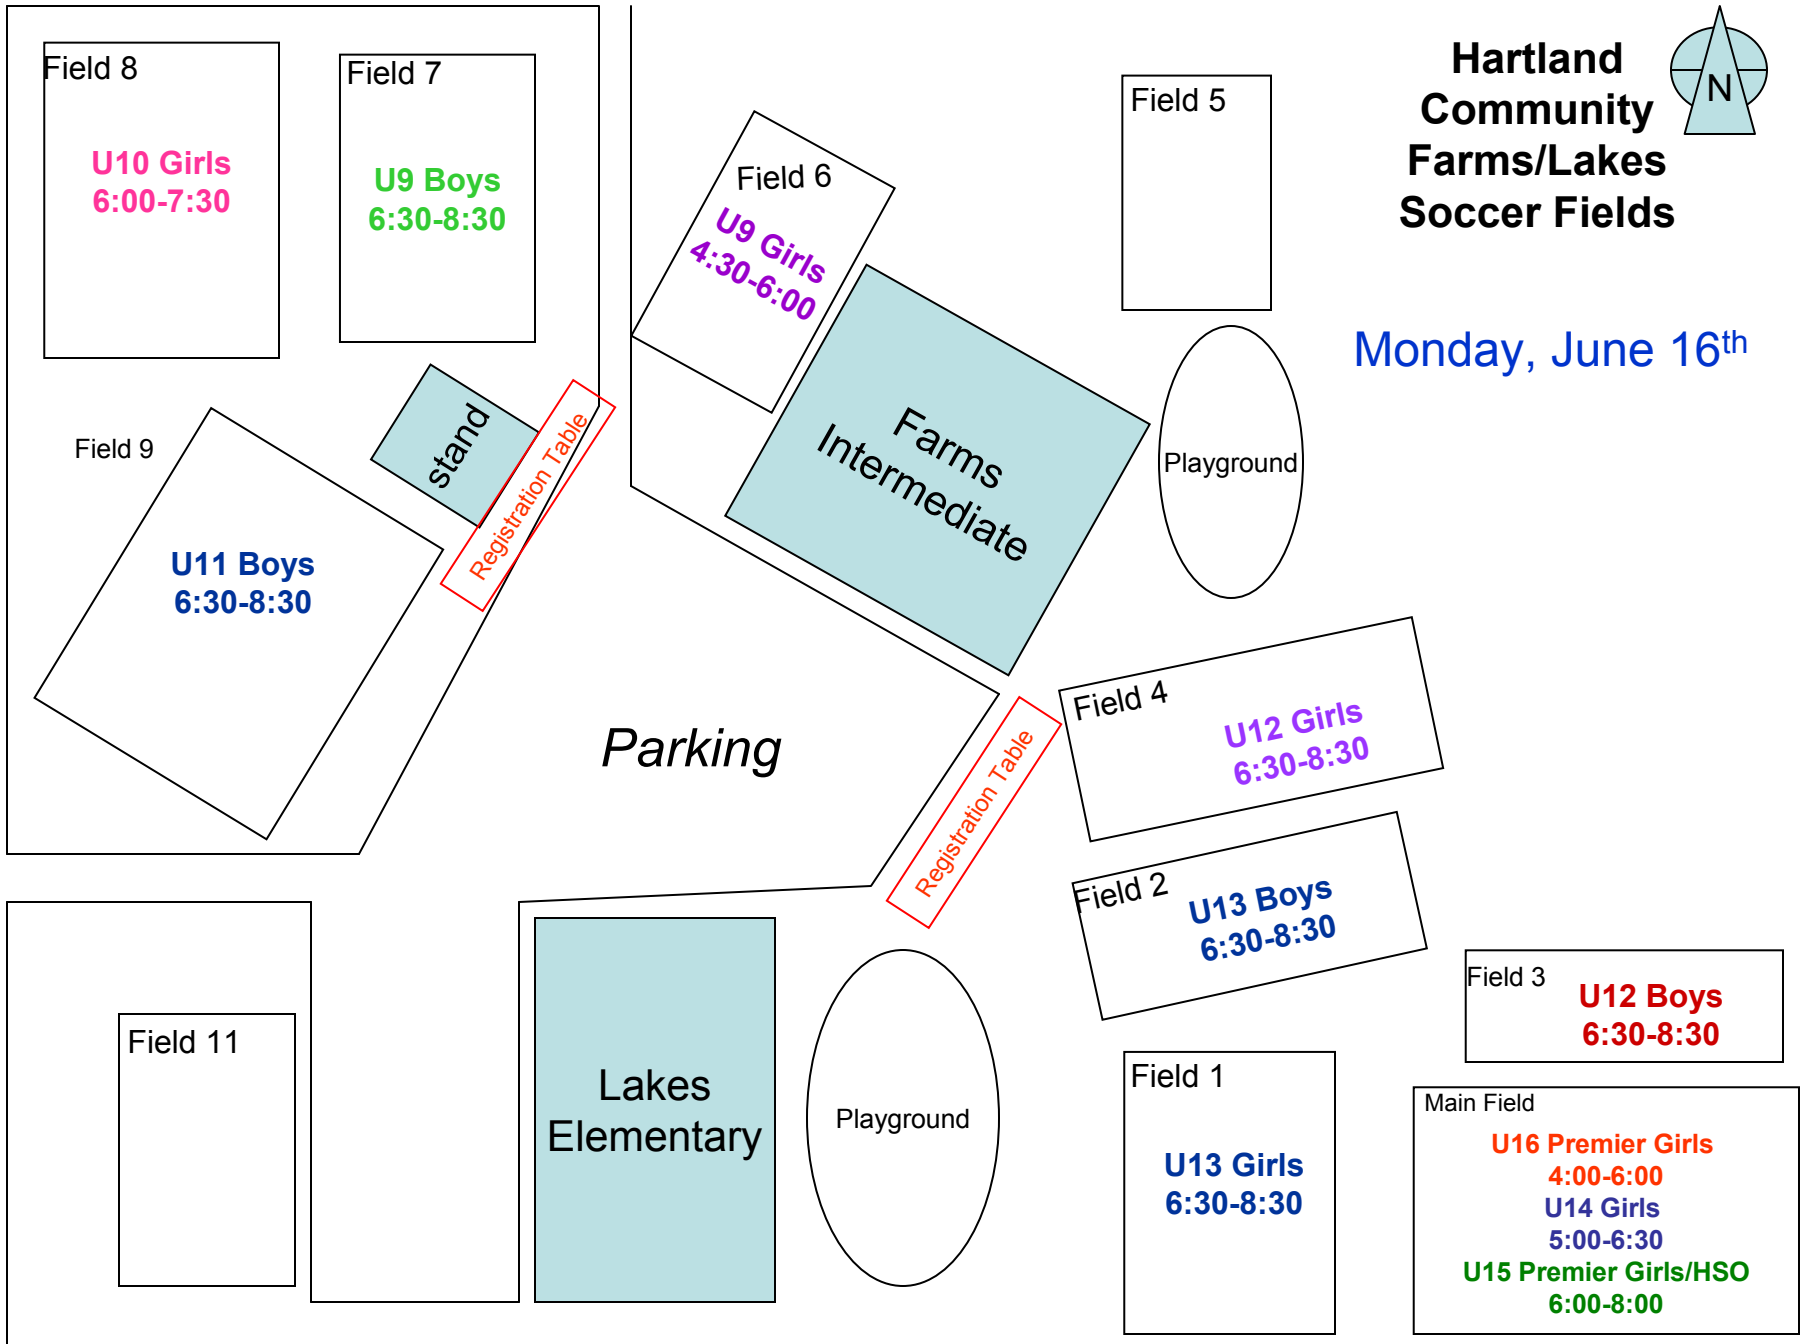 Hartland
Community
Farms/Lakes
Soccer Fields
N
Monday, June 16th
Field 8
U10 Girls
6:00-7:30
Field 7
U9 Boys
6:30-8:30
Field 6
U9 Girls
4:30-6:00
Field 5
Farms
Intermediate
Playground
stand
Registration Table
Field 9
U11 Boys
6:30-8:30
Parking
Registration Table
Field 4
U12 Girls
6:30-8:30
Field 2
U13 Boys
6:30-8:30
Field 3
U12 Boys
6:30-8:30
Field 11
Lakes
Elementary
Playground
Field 1
U13 Girls
6:30-8:30
Main Field
U16 Premier Girls
4:00-6:00
U14 Girls
5:00-6:30
U15 Premier Girls/HSO
6:00-8:00